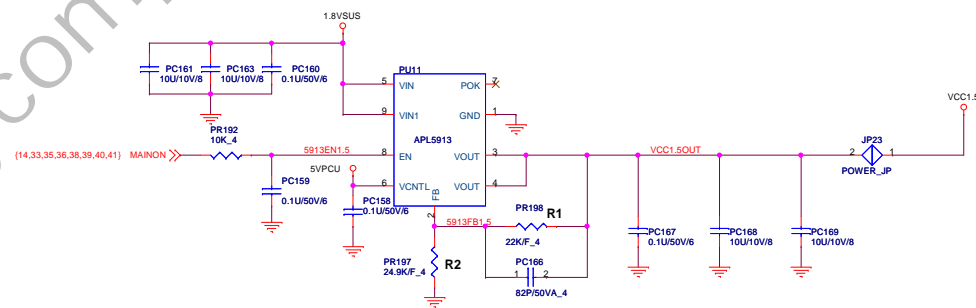 com
1.8VSUS
PC161
10U/10V/8
PC163
10U/10V/8
PC160
0.1U/50V/6
PU11
5 VIN
POK 7
9 VIN1
GND 1
APL5913
PR192
10K_4
{14,33,35,36,38,39,40,41} MAINON
5913EN1.5
8 EN
VOUT 3
VCC1.5OUT
JP23
2 1
POWER_JP
VCC1.5
5VPCU
6 VCNTL
VOUT 4
FB
2
PC159
0.1U/50V/6
PC158
0.1U/50V/6
5913FB1.5
PR198 R1
22K/F_4
PC167
0.1U/50V/6
PC168
10U/10V/8
PC169
10U/10V/8
PR197 R2
24.9K/F_4
PC166
1 2
82P/50VA_4